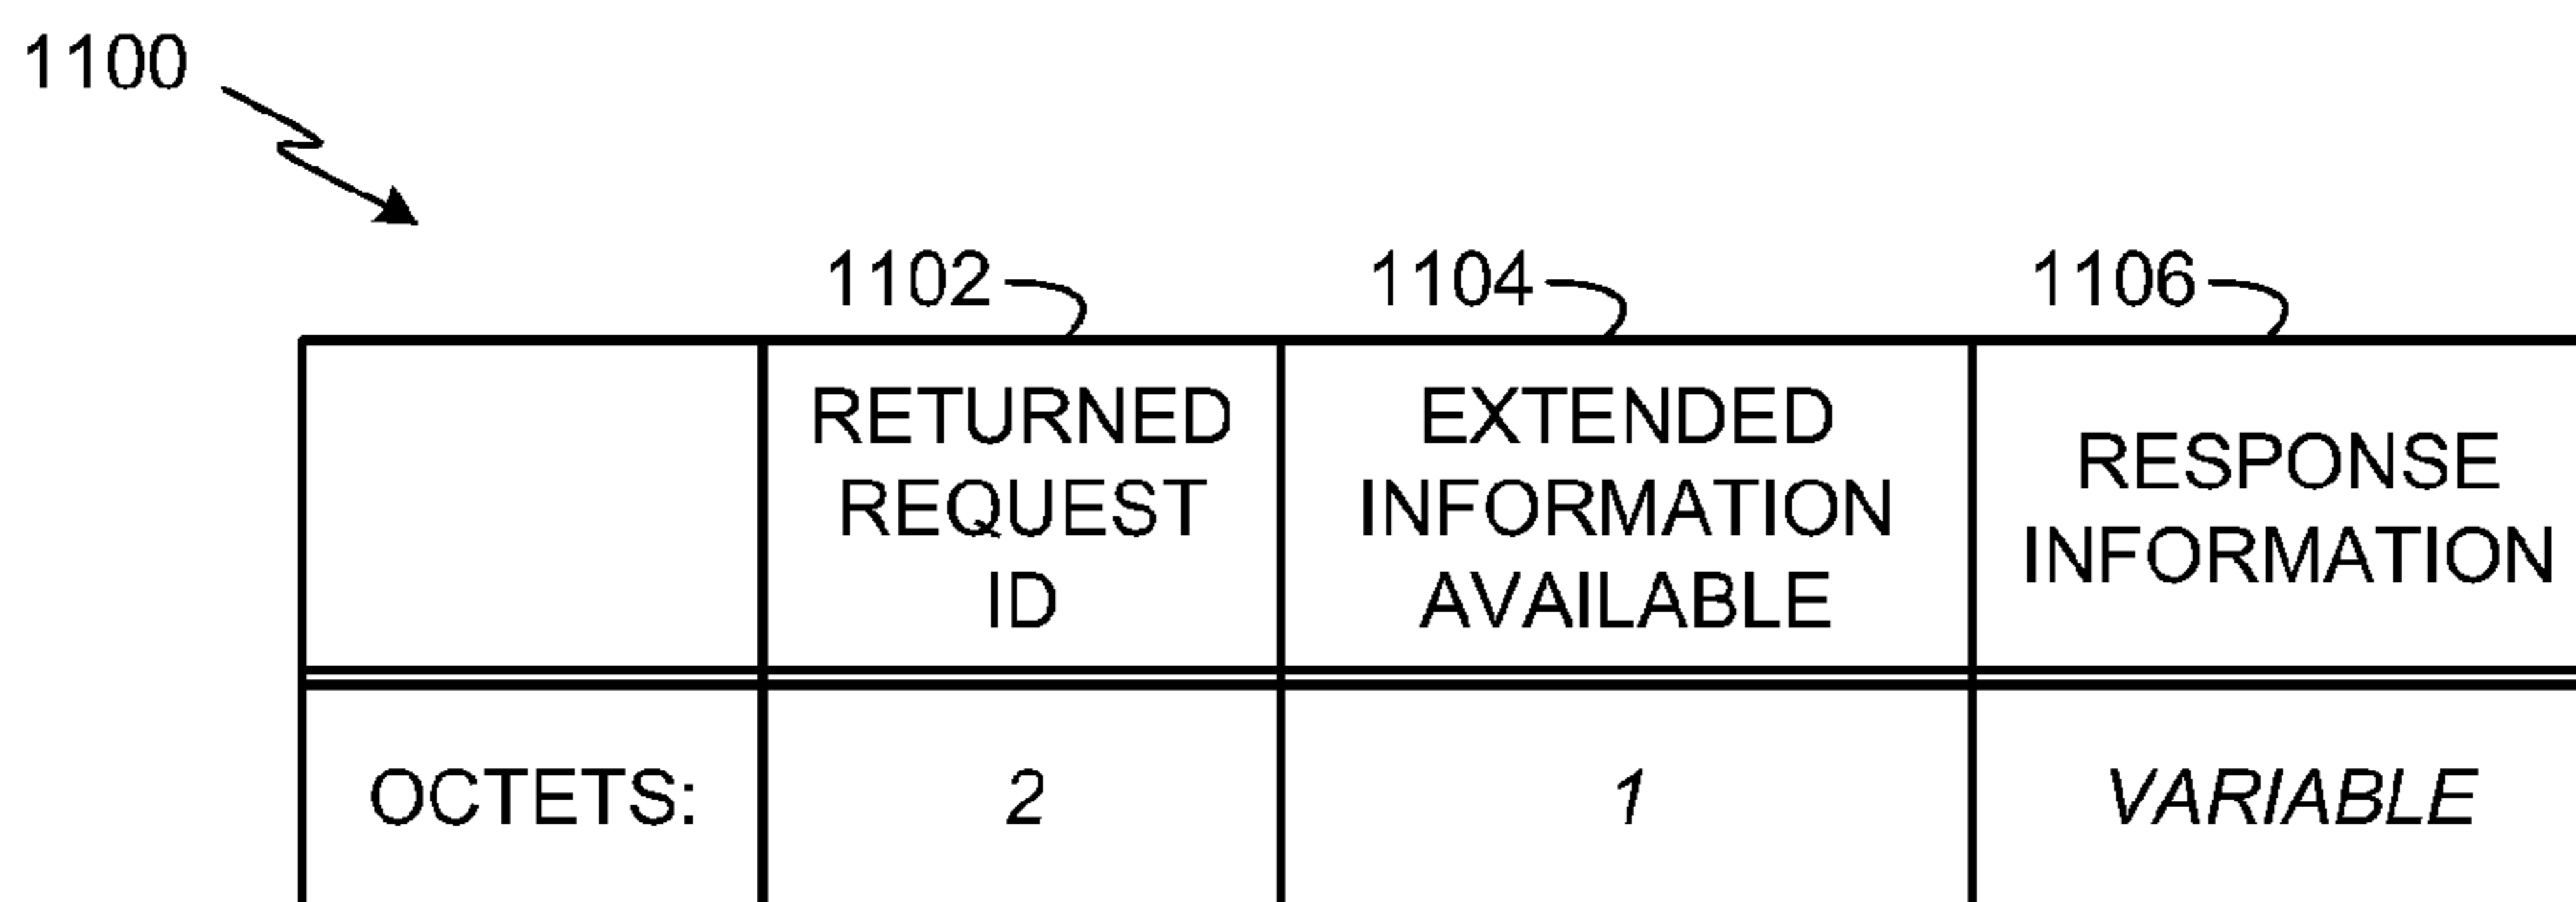 1100
1102 1104 1106
RETURNED REQUEST ID
EXTENDED INFORMATION AVAILABLE
RESPONSE INFORMATION
OCTETS: 2 1 VARIABLE